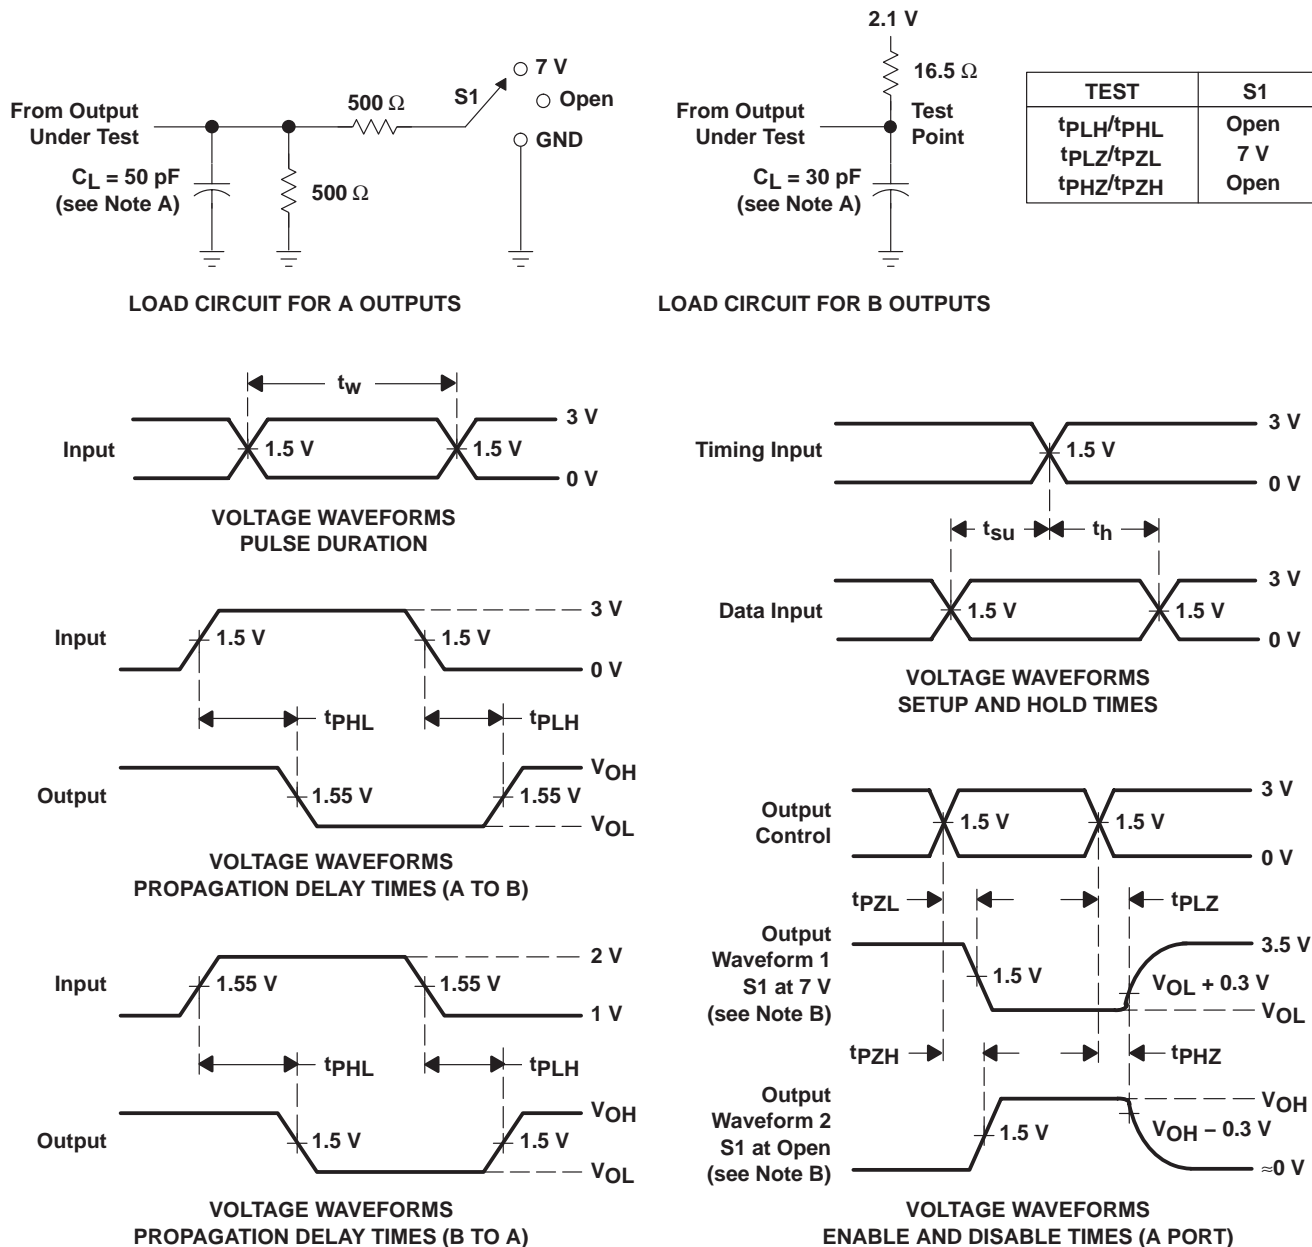 2.1 V
7 V
Open
GND
S1
500 Ω
From Output
Under Test
CL = 50 pF
(see Note A)
500 Ω
LOAD CIRCUIT FOR A OUTPUTS
16.5 Ω
From Output
Under Test
Test
Point
CL = 30 pF
(see Note A)
LOAD CIRCUIT FOR B OUTPUTS
TEST S1
tPLH/tPHL Open
tPLZ/tPZL 7 V
tPHZ/tPZH Open
tw
Input
1.5 V
1.5 V
3 V
0 V
VOLTAGE WAVEFORMS
PULSE DURATION
Timing Input
1.5 V
3 V
0 V
tsu
th
Data Input
1.5 V
1.5 V
3 V
0 V
VOLTAGE WAVEFORMS
SETUP AND HOLD TIMES
Input
1.5 V
1.5 V
3 V
0 V
tPHL
tPLH
Output
1.55 V
1.55 V
VOH
VOL
VOLTAGE WAVEFORMS
PROPAGATION DELAY TIMES (A TO B)
Input
1.55 V
1.55 V
2 V
1 V
tPHL
tPLH
Output
1.5 V
1.5 V
VOH
VOL
VOLTAGE WAVEFORMS
PROPAGATION DELAY TIMES (B TO A)
Output
Control
1.5 V
1.5 V
3 V
0 V
tPZL
tPLZ
Output
Waveform 1
S1 at 7 V
(see Note B)
1.5 V
3.5 V
VOL + 0.3 V
VOL
tPZH
tPHZ
Output
Waveform 2
S1 at Open
(see Note B)
1.5 V
VOH
VOH − 0.3 V
≈0 V
VOLTAGE WAVEFORMS
ENABLE AND DISABLE TIMES (A PORT)